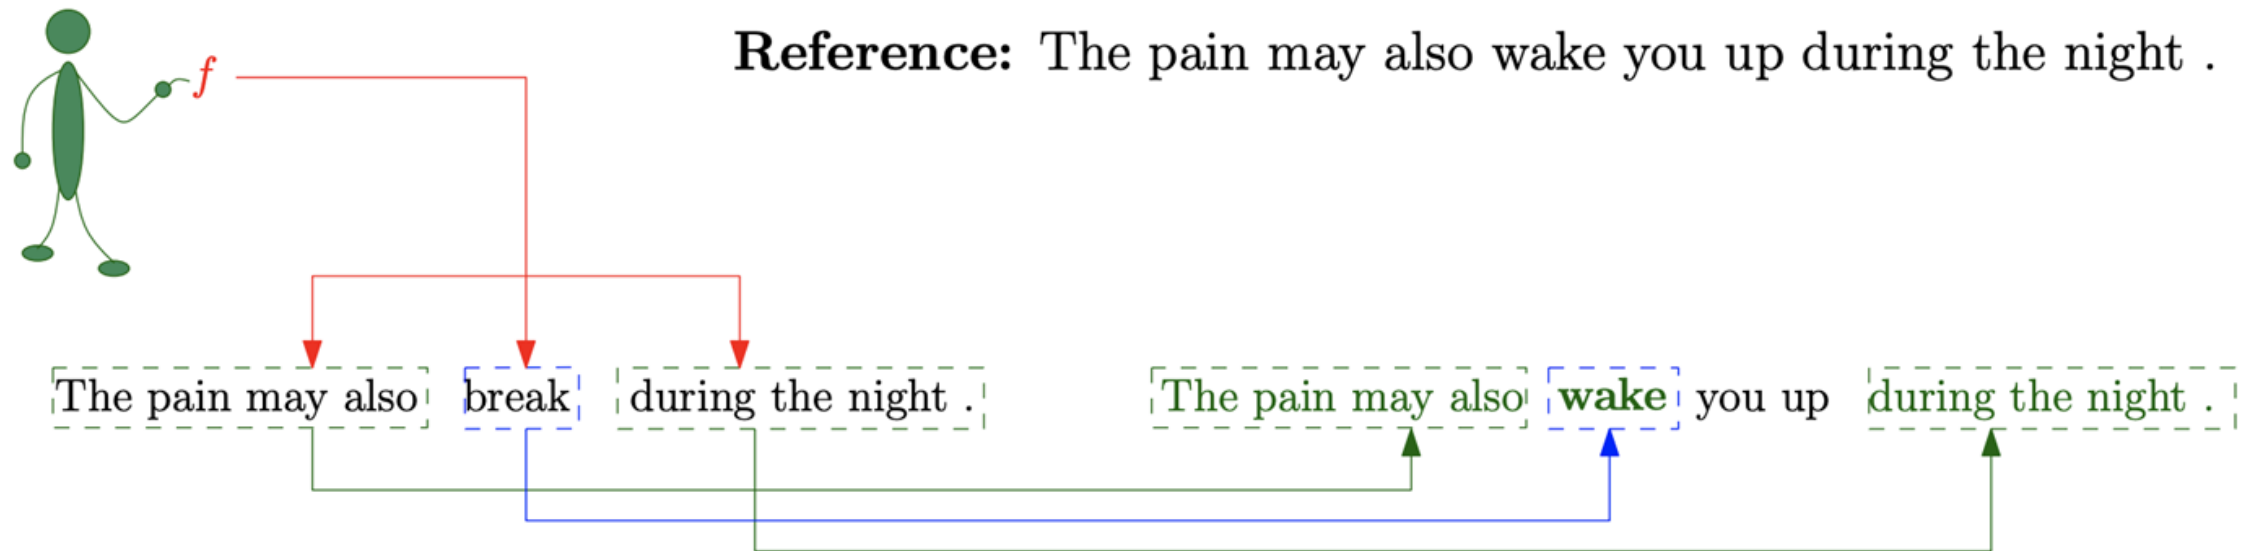 f
Reference: The pain may also wake you up during the night .
The pain may also break during the night . The pain may also wake you up during the night .